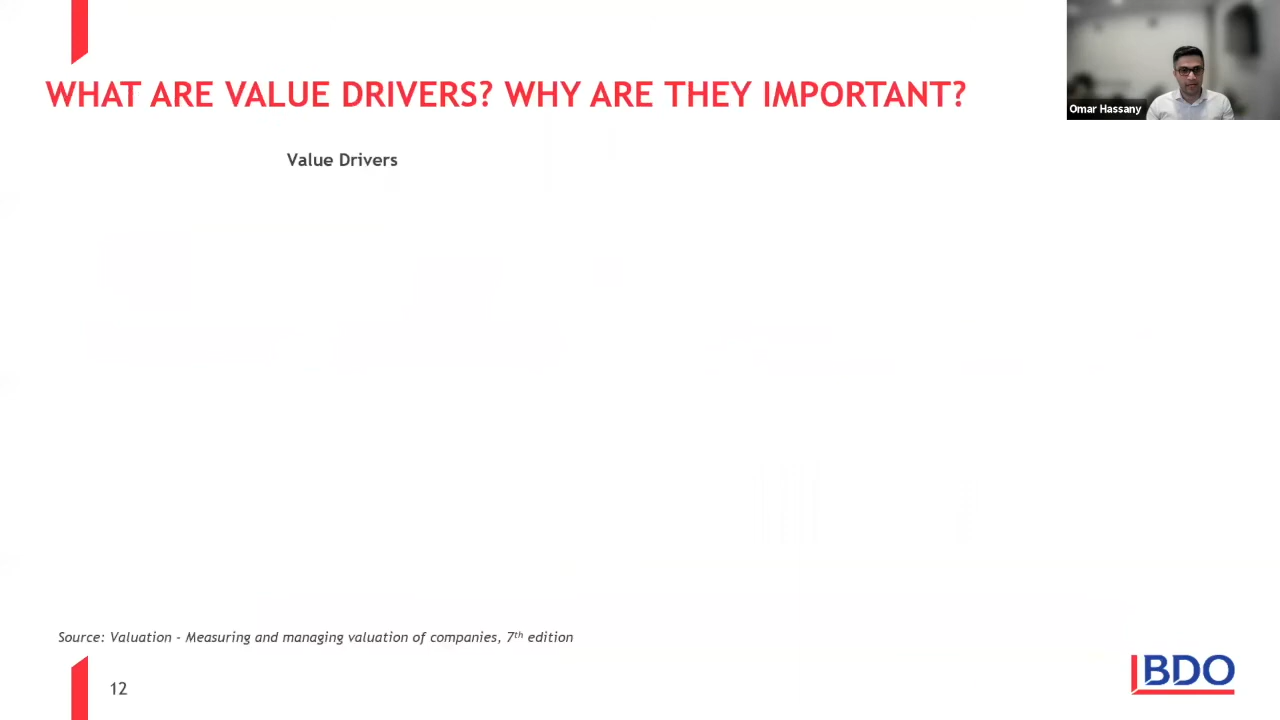 WHAT ARE VALUE DRIVERS? WHY ARE THEY IMPORTANT?
Omar Hassany
Value Drivers
Source: Valuation - Measuring and managing valuation of companies, 7th edition
12
BDO